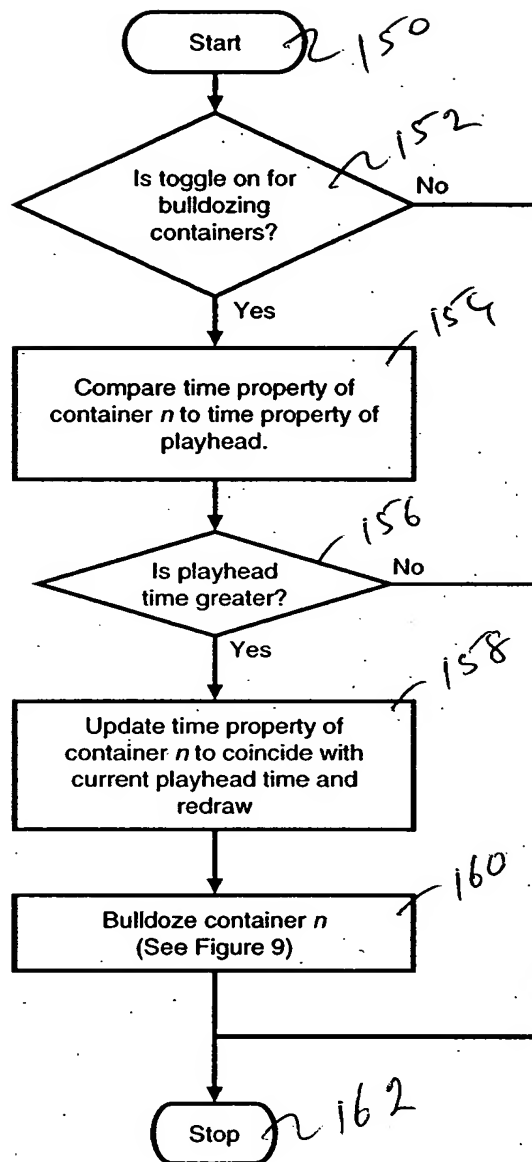 Start
150
152
Is toggle on for
bulldozing
containers?
No
Yes
154
Compare time property of
container n to time property of
playhead.
156
Is playhead
time greater?
No
Yes
158
Update time property of
container n to coincide with
current playhead time and
redraw
160
Bulldoze container n
(See Figure 9)
Stop
162